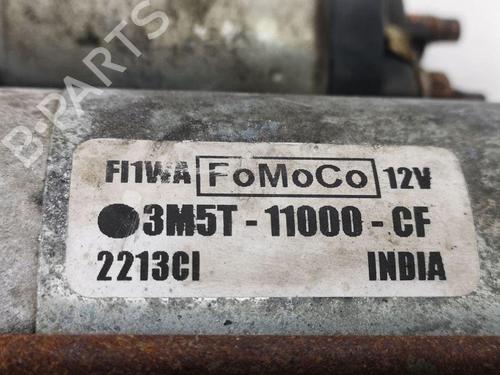 B-PARTS
FI1WA FoMoCo 12V
3M5T-11000-CF
2213CI INDIA